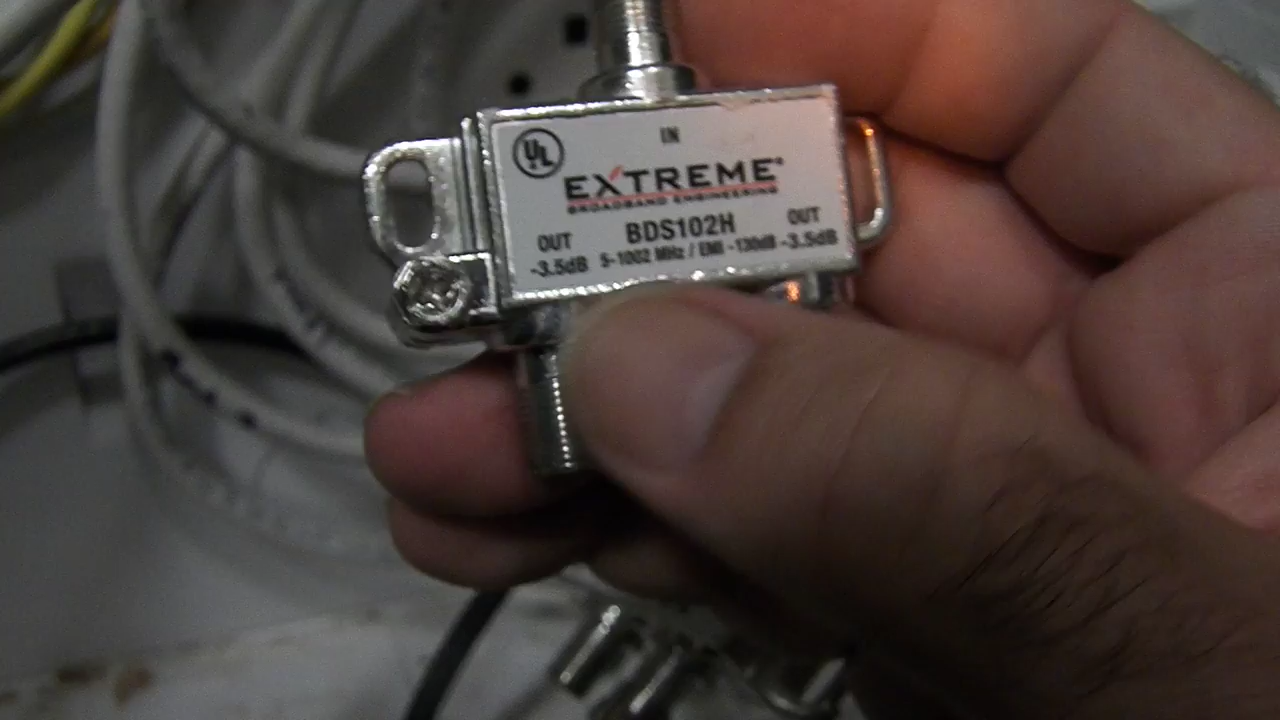 UL
IN
EXTREME®
BROADBAND ENGINEERING
BDS102H
OUT
OUT
-3.5dB
5-1002 MHz / EMI -130dB
-3.5dB